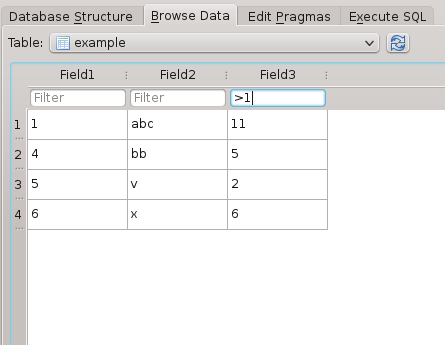 Database Structure Browse Data Edit Pragmas Execute SQL
Table: example
Field1 Field2 Field3
Filter Filter >1
1 1 abc 11
2 4 bb 5
3 5 v 2
4 6 x 6